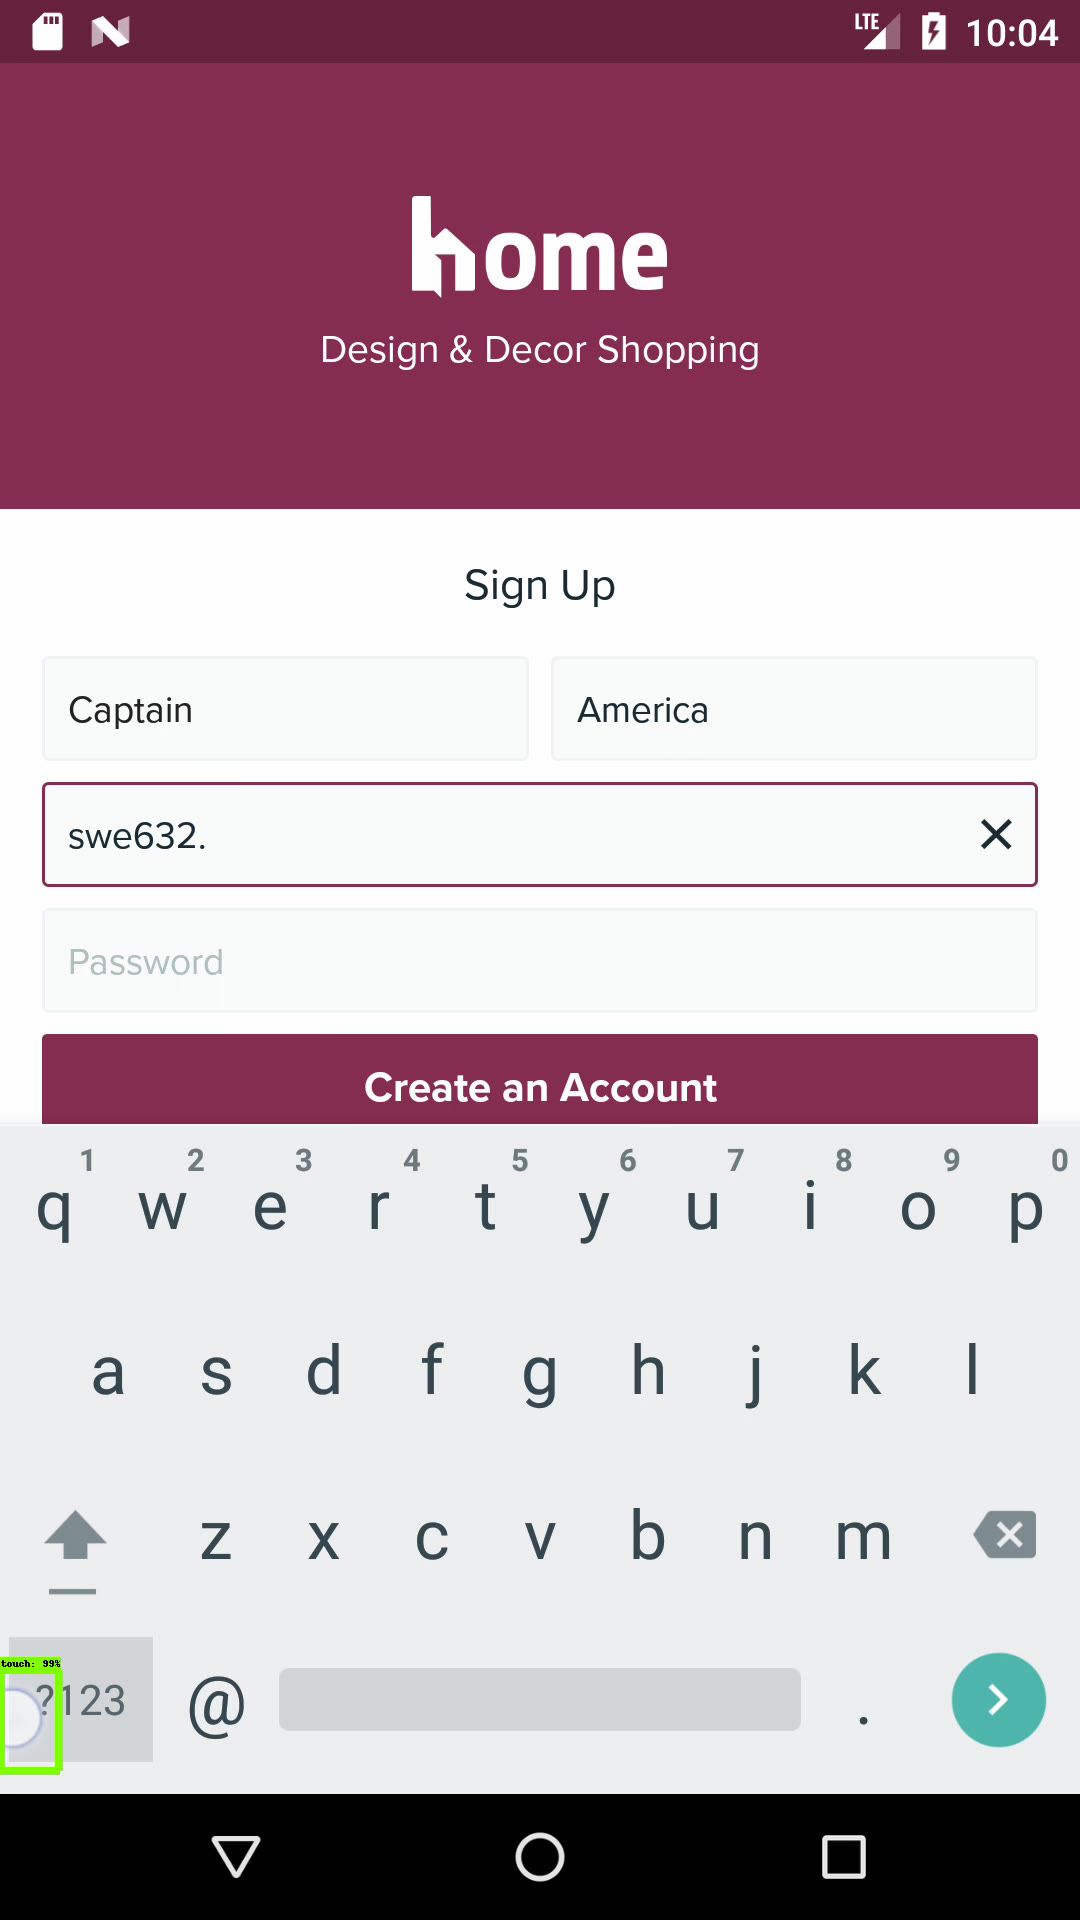 LTE 10:04
home
Design & Decor Shopping
Sign Up
Captain America
swe632.
Password
Create an Account
1 2 3 4 5 6 7 8 9 0
q w e r t y u i o p
a s d f g h j k l
z x c v b n m
touch: 99%
?123 @ .